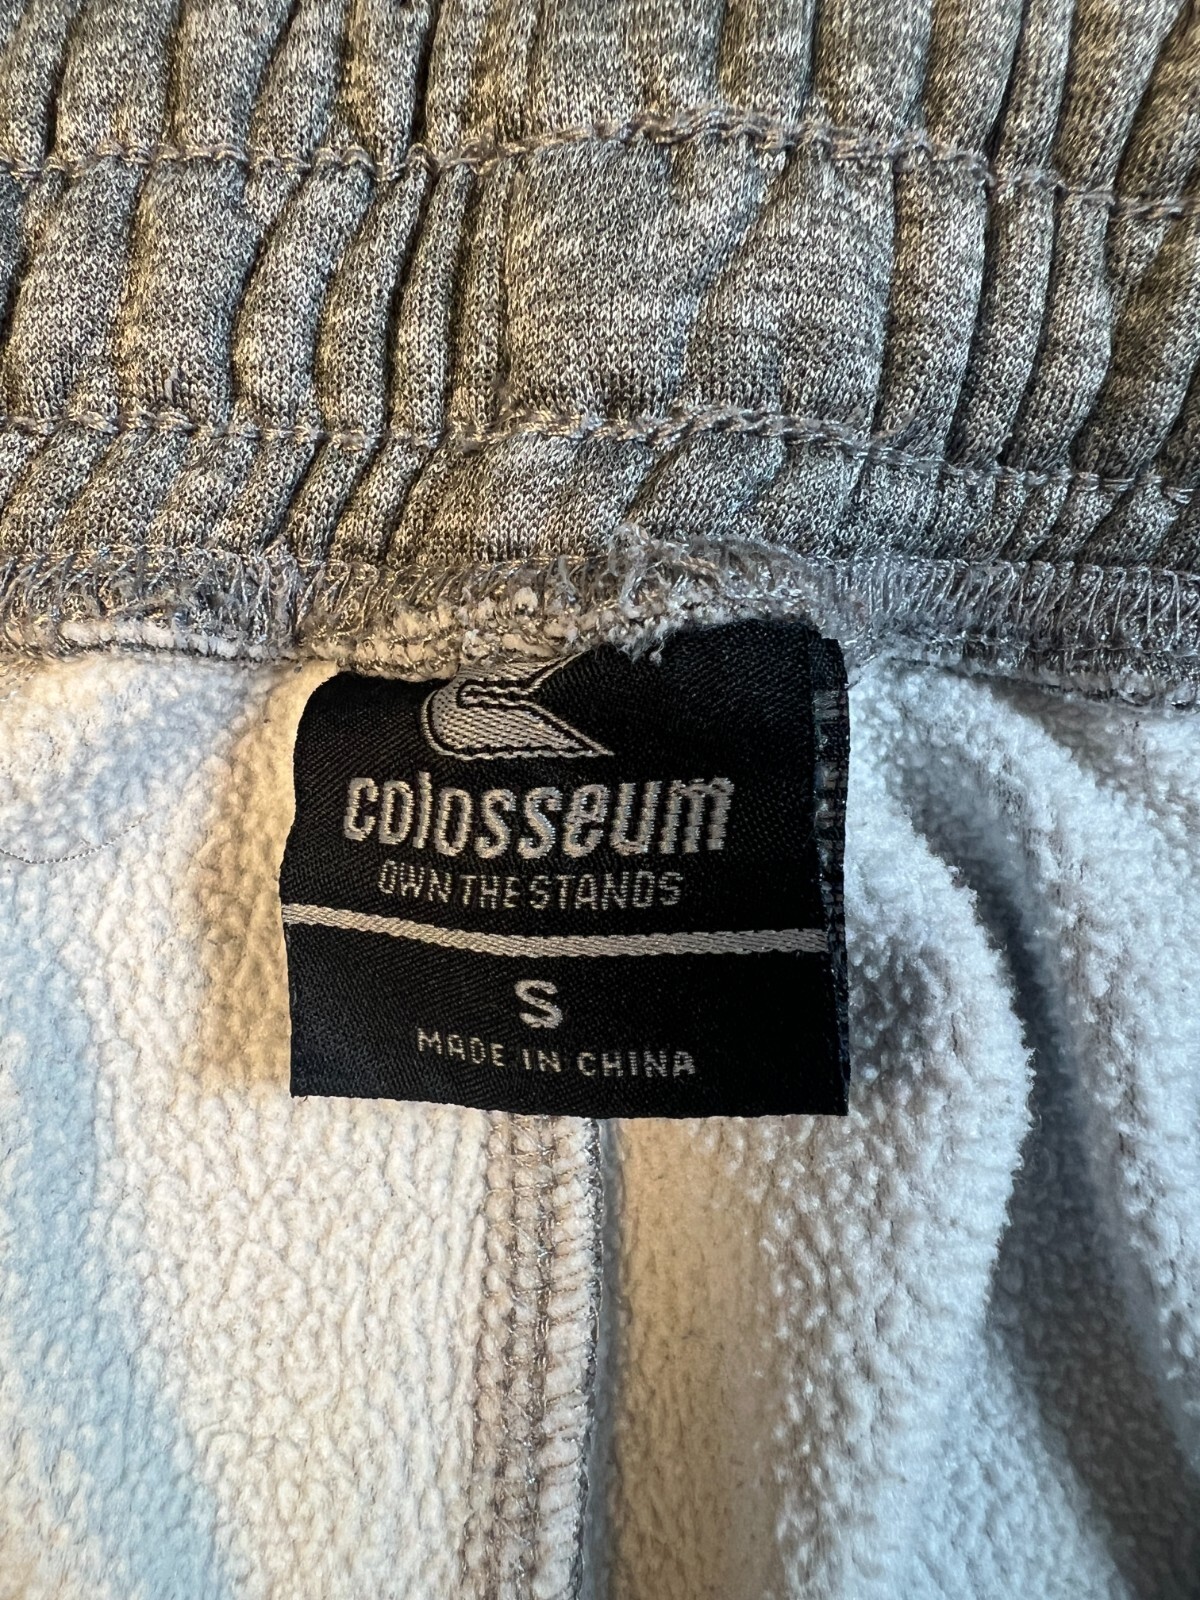 colosseum
OWN THE STANDS
S
MADE IN CHINA